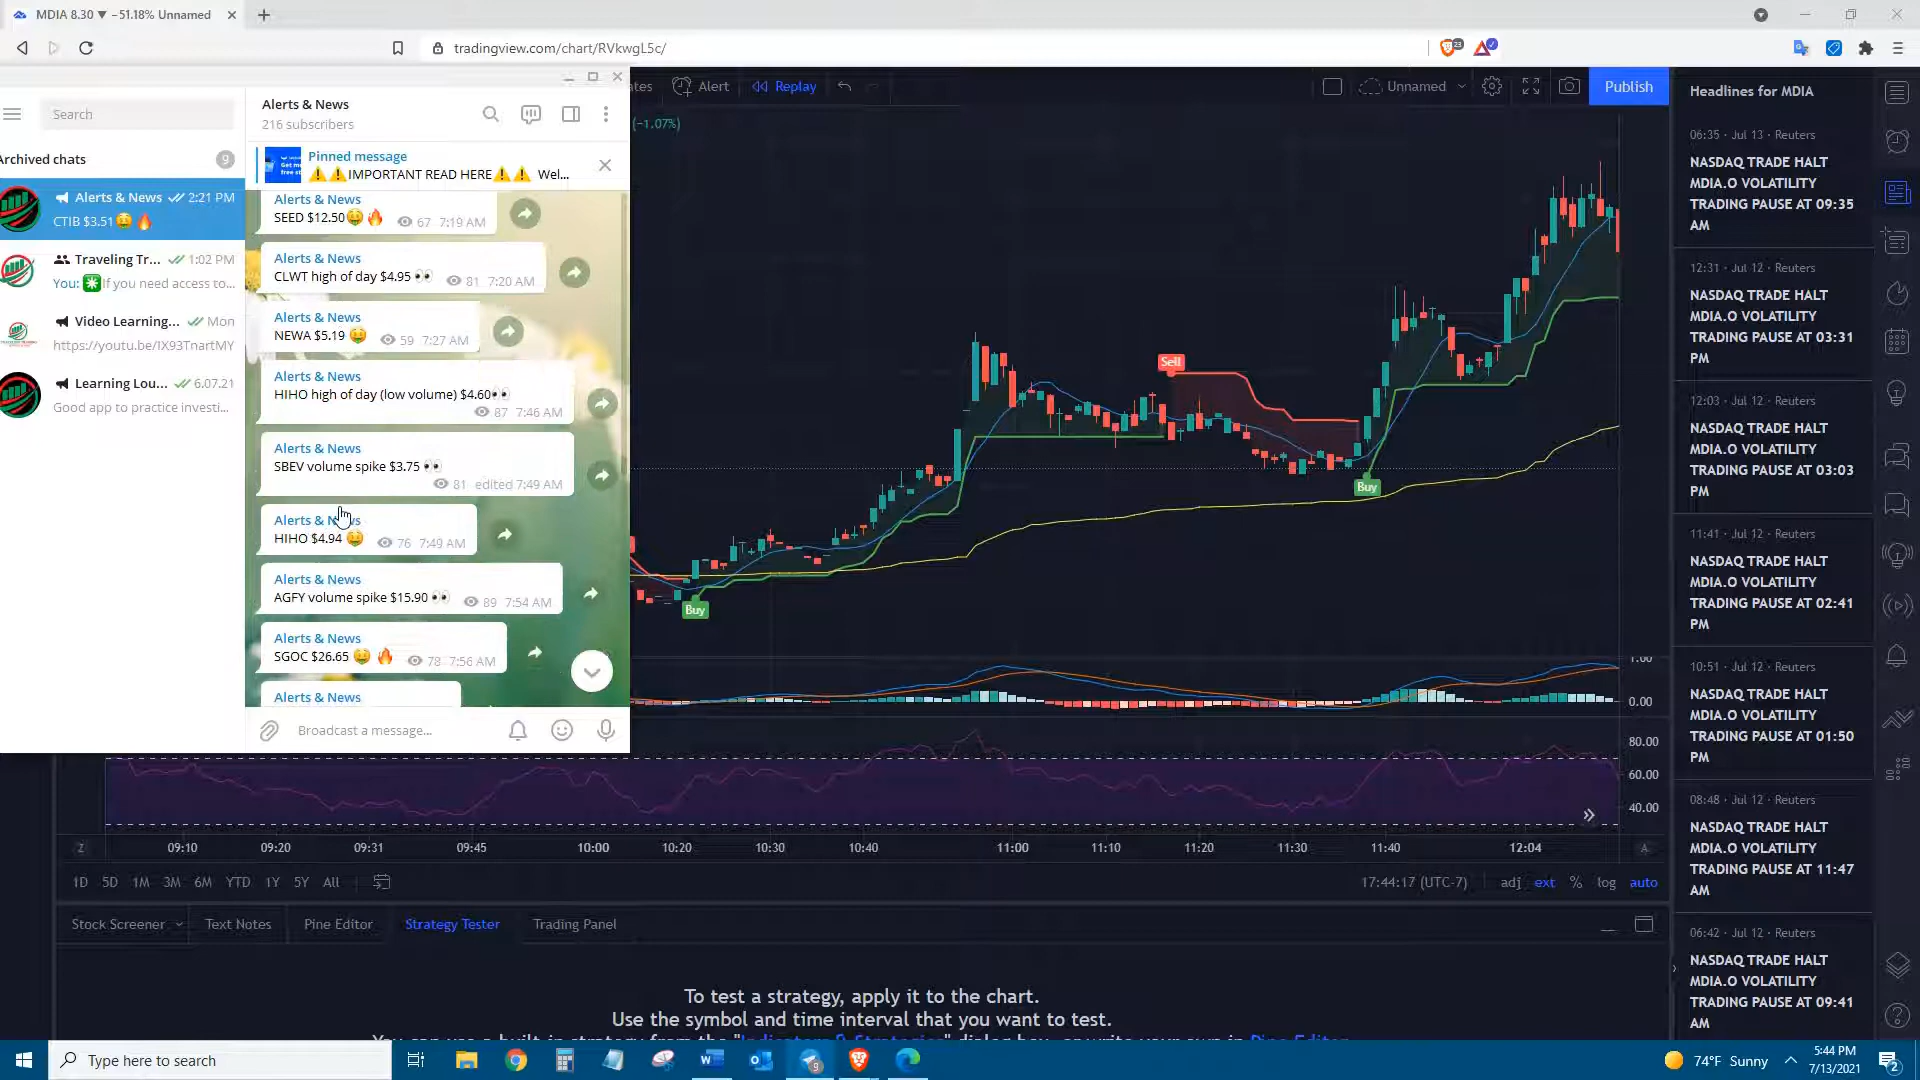 MDIA 8.30 ▼ −51.18% Unnamed
tradingview.com/chart/RVkwgL5c/
23
Search
Archived chats
9
Alerts & News 2:21 PM
CTIB $3.51🤑🔥
Traveling Tr... 1:02 PM
You: ✳️If you need access to...
Video Learning... Mon
https://youtu.be/IX93TnartMY
Learning Lou... 6.07.21
Good app to practice investi...
Alerts & News
216 subscribers
Pinned message
⚠️⚠️IMPORTANT READ HERE⚠️⚠️ Wel...
Alerts & News
SEED $12.50🤑🔥 67 7:19 AM
Alerts & News
CLWT high of day $4.95 👀 81 7:20 AM
Alerts & News
NEWA $5.19 🤑 59 7:27 AM
Alerts & News
HIHO high of day (low volume) $4.60👀
87 7:46 AM
Alerts & News
SBEV volume spike $3.75 👀
81 edited 7:49 AM
Alerts & News
HIHO $4.94 🤑 76 7:49 AM
Alerts & News
AGFY volume spike $15.90 👀 89 7:54 AM
Alerts & News
SGOC $26.65 🤑 🔥 78 7:56 AM
Alerts & News
Broadcast a message...
ates
Alert
Replay
Unnamed
Publish
(−1.07%)
Sell
Buy
Buy
1.00
0.00
80.00
60.00
40.00
Z 09:10 09:20 09:31 09:45 10:00 10:20 10:30 10:40 11:00 11:10 11:20 11:30 11:40 12:04 A
1D 5D 1M 3M 6M YTD 1Y 5Y All
17:44:17 (UTC-7) adj ext % log auto
Stock Screener Text Notes Pine Editor Strategy Tester Trading Panel
To test a strategy, apply it to the chart.
Use the symbol and time interval that you want to test.
Headlines for MDIA
06:35 · Jul 13 · Reuters
NASDAQ TRADE HALT
MDIA.O VOLATILITY
TRADING PAUSE AT 09:35
AM
12:31 · Jul 12 · Reuters
NASDAQ TRADE HALT
MDIA.O VOLATILITY
TRADING PAUSE AT 03:31
PM
12:03 · Jul 12 · Reuters
NASDAQ TRADE HALT
MDIA.O VOLATILITY
TRADING PAUSE AT 03:03
PM
11:41 · Jul 12 · Reuters
NASDAQ TRADE HALT
MDIA.O VOLATILITY
TRADING PAUSE AT 02:41
PM
10:51 · Jul 12 · Reuters
NASDAQ TRADE HALT
MDIA.O VOLATILITY
TRADING PAUSE AT 01:50
PM
08:48 · Jul 12 · Reuters
NASDAQ TRADE HALT
MDIA.O VOLATILITY
TRADING PAUSE AT 11:47
AM
06:42 · Jul 12 · Reuters
NASDAQ TRADE HALT
MDIA.O VOLATILITY
TRADING PAUSE AT 09:41
AM
Type here to search
9
74°F Sunny
5:44 PM
7/13/2021
2